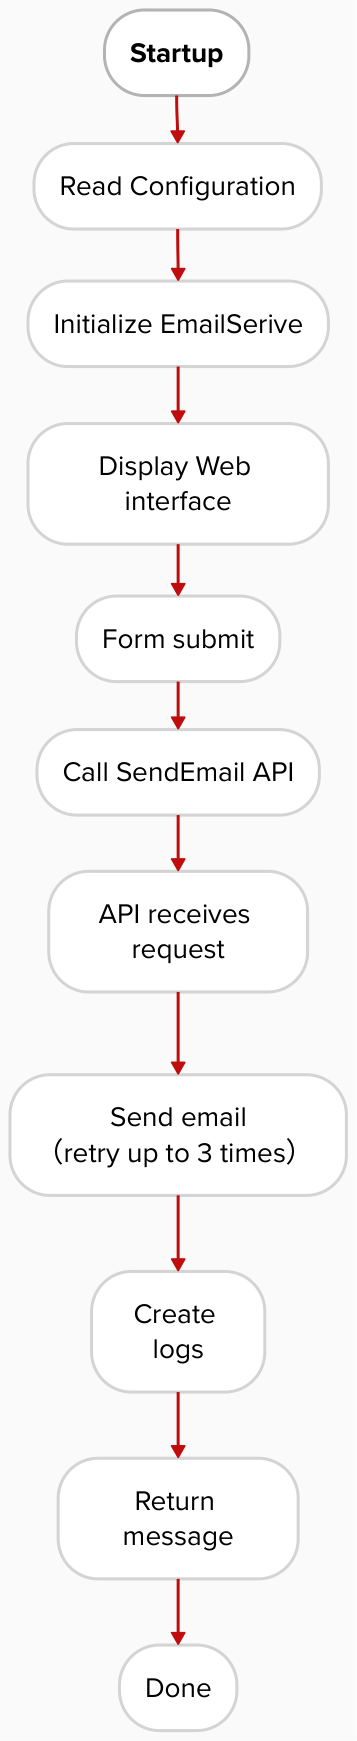 Startup
Read Configuration
Initialize EmailSerive
Display Web
interface
Form submit
Call SendEmail API
API receives
request
Send email
（retry up to 3 times）
Create
logs
Return
message
Done